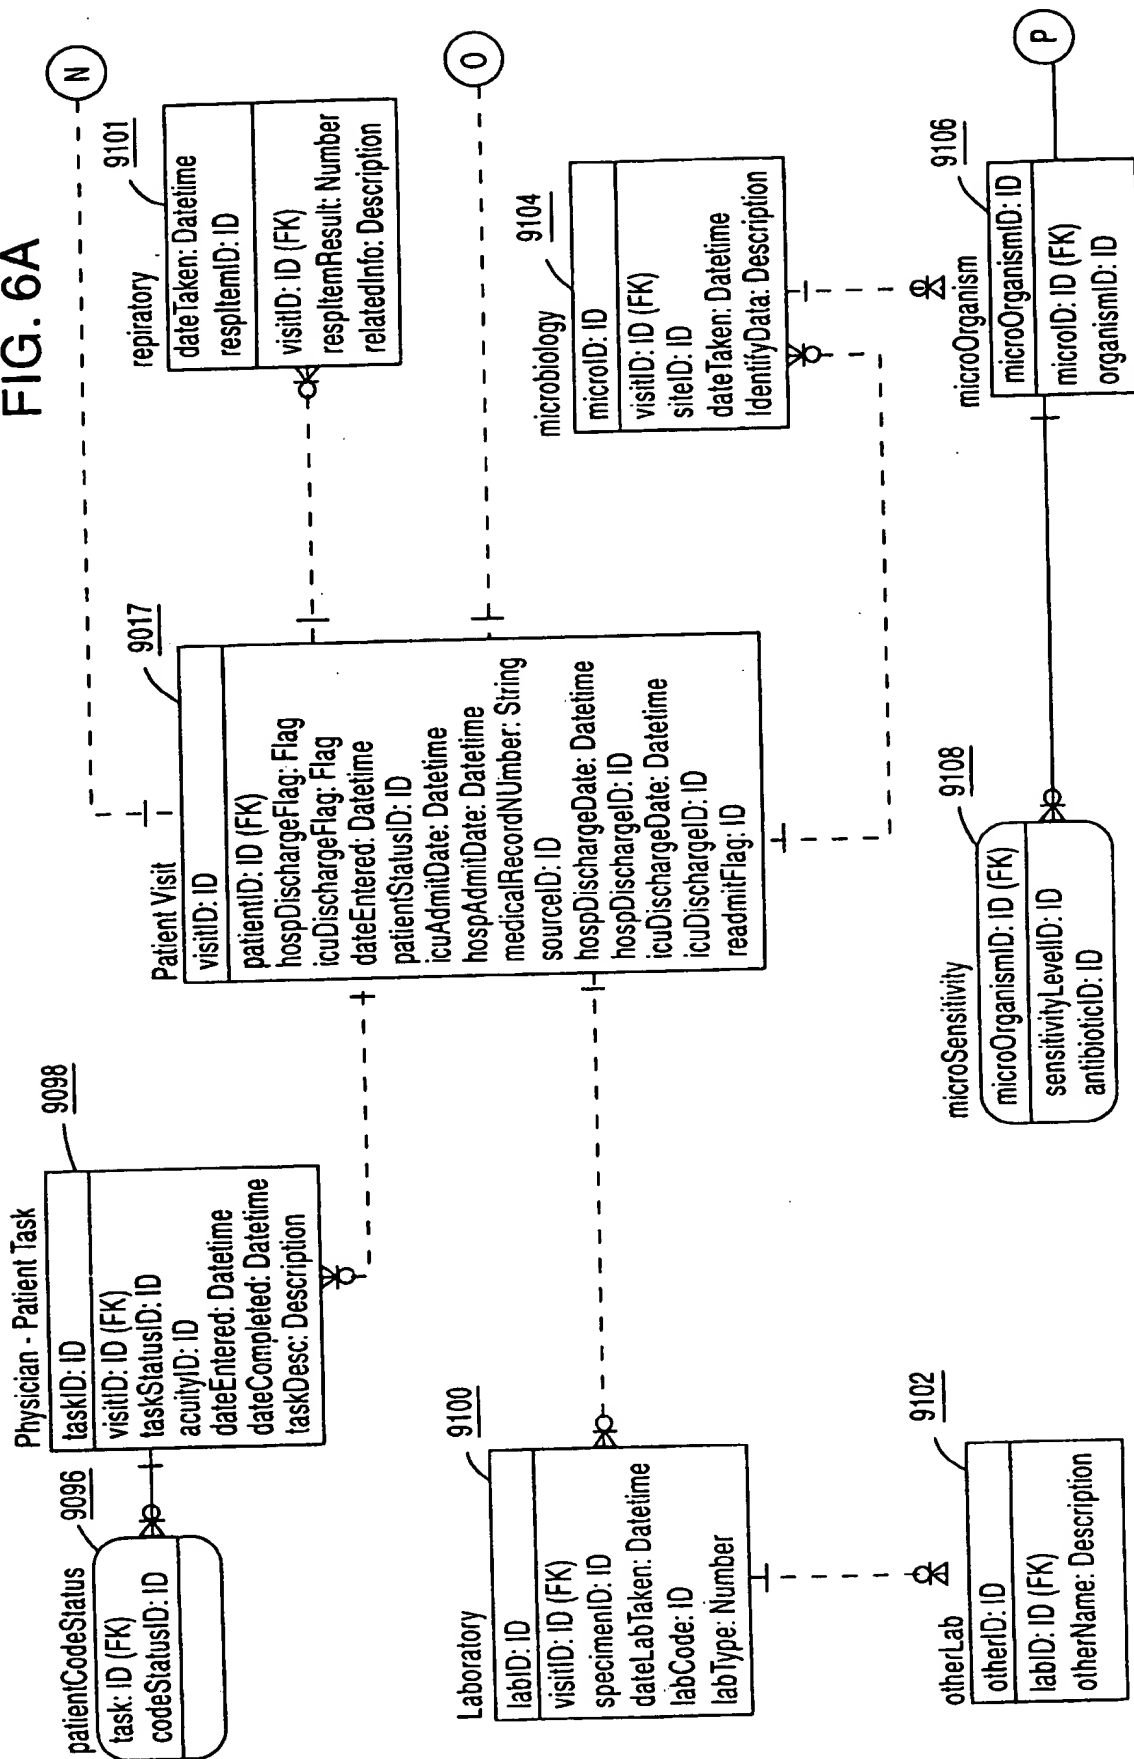 FIG. 6A
patientCodeStatus
9096
task: ID (FK)
codeStatusID: ID
Physician - Patient Task
9098
taskID: ID
visitID: ID (FK)
taskStatusID: ID
acuityID: ID
dateEntered: Datetime
dateCompleted: Datetime
taskDesc: Description
Patient Visit
9017
visitID: ID
patientID: ID (FK)
hospDischargeFlag: Flag
icuDischargeFlag: Flag
dateEntered: Datetime
patientStatusID: ID
icuAdmitDate: Datetime
hospAdmitDate: Datetime
medicalRecordNUmber: String
sourceID: ID
hospDischargeDate: Datetime
hospDischargeID: ID
icuDischargeDate: Datetime
icuDischargeID: ID
readmitFlag: ID
N
repiratory
9101
dateTaken: Datetime
respItemID: ID
visitID: ID (FK)
respItemResult: Number
relatedInfo: Description
O
Laboratory
9100
labID: ID
visitID: ID (FK)
specimenID: ID
dateLabTaken: Datetime
labCode: ID
labType: Number
microbiology
9104
microID: ID
visitID: ID (FK)
siteID: ID
dateTaken: Datetime
IdentifyData: Description
otherLab
9102
otherID: ID
labID: ID (FK)
otherName: Description
microSensitivity
9108
microOrganismID: ID (FK)
sensitivityLevelID: ID
antibioticID: ID
microOrganism
9106
microOrganismID: ID
microID: ID (FK)
organismID: ID
P